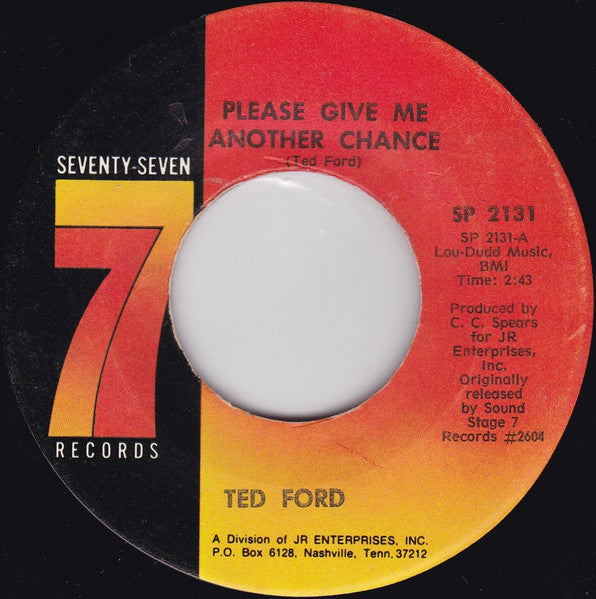 PLEASE GIVE ME
ANOTHER CHANCE
(Ted Ford)
SEVENTY-SEVEN
7
RECORDS
SP 2131
SP 2131-A
Lou-Dudd Music,
BMI
Time: 2:43
Produced by
C. C. Spears
for JR
Enterprises,
Inc.
Originally
released
by Sound
Stage 7
Records #2604
TED FORD
A Division of JR ENTERPRISES, INC.
P.O. Box 6128, Nashville, Tenn. 37212